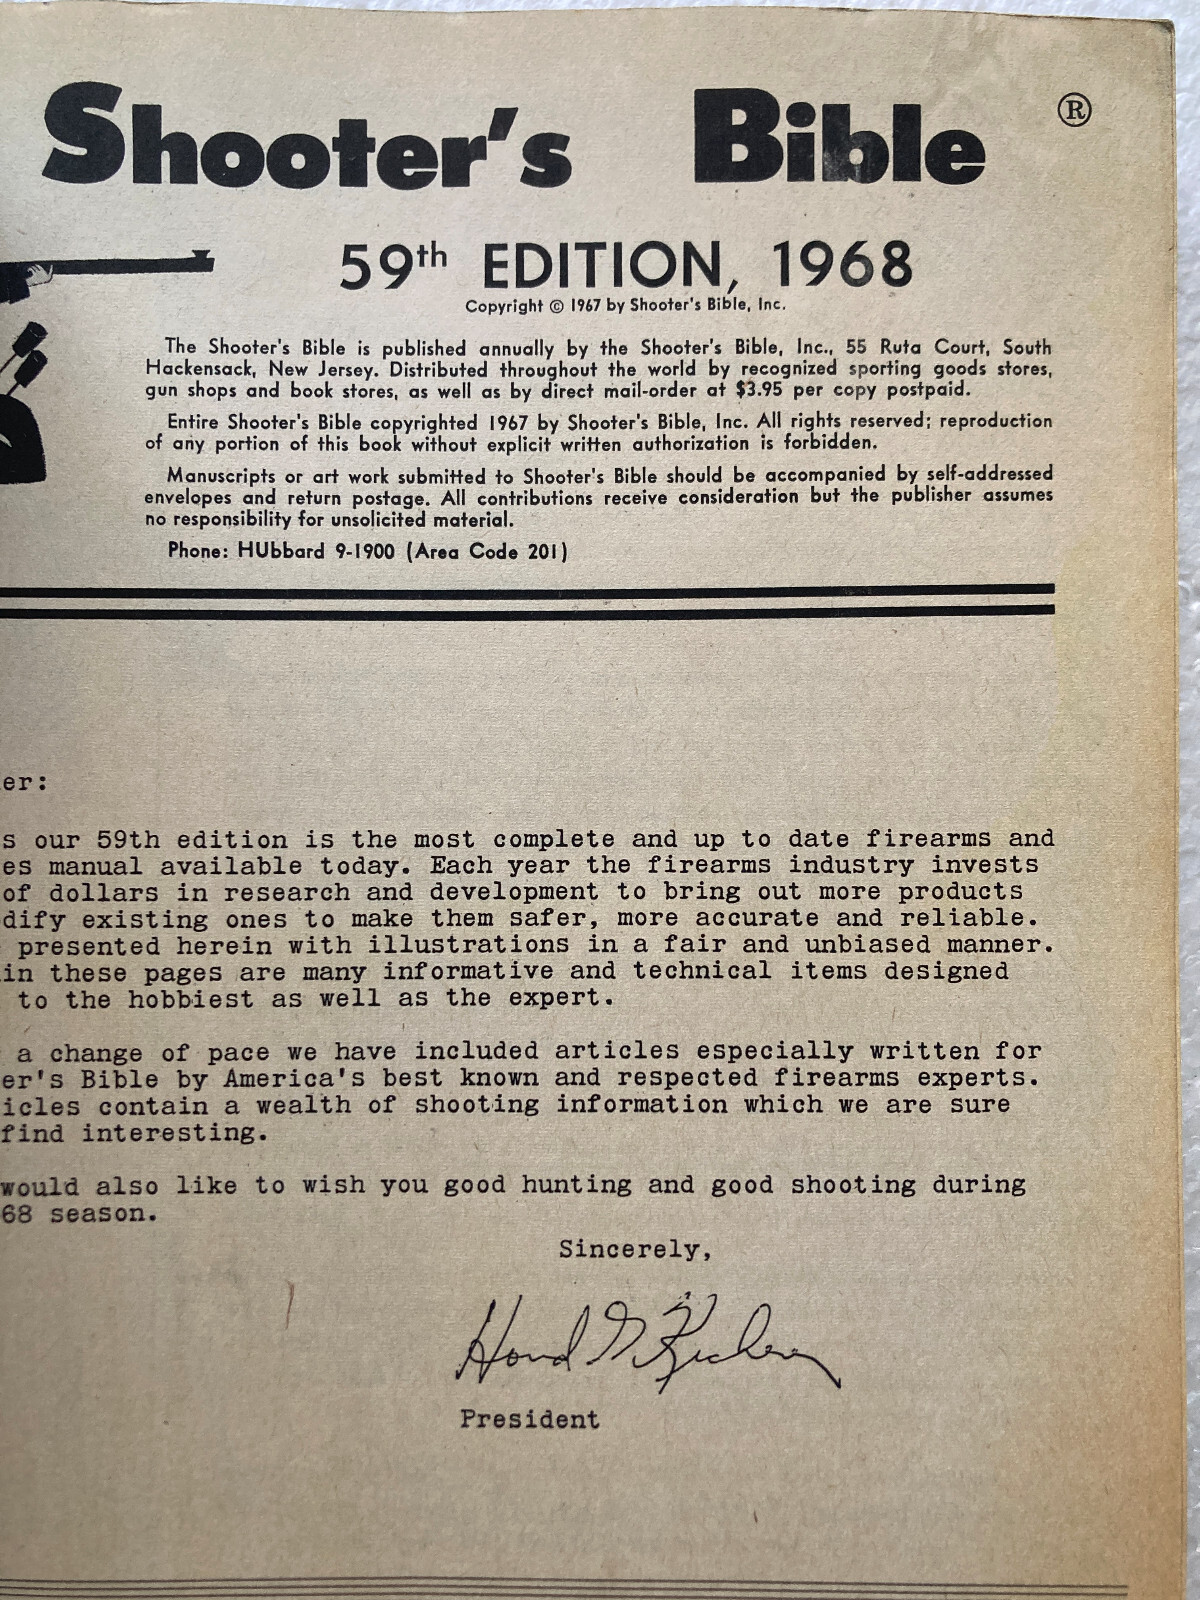 Shooter's Bible ®
59th EDITION, 1968
Copyright © 1967 by Shooter's Bible, Inc.
The Shooter's Bible is published annually by the Shooter's Bible, Inc., 55 Ruta Court, South
Hackensack, New Jersey. Distributed throughout the world by recognized sporting goods stores,
gun shops and book stores, as well as by direct mail-order at $3.95 per copy postpaid.
Entire Shooter's Bible copyrighted 1967 by Shooter's Bible, Inc. All rights reserved; reproduction
of any portion of this book without explicit written authorization is forbidden.
Manuscripts or art work submitted to Shooter's Bible should be accompanied by self-addressed
envelopes and return postage. All contributions receive consideration but the publisher assumes
no responsibility for unsolicited material.
Phone: HUbbard 9-1900 (Area Code 201)
er:
s our 59th edition is the most complete and up to date firearms and
es manual available today. Each year the firearms industry invests
of dollars in research and development to bring out more products
dify existing ones to make them safer, more accurate and reliable.
presented herein with illustrations in a fair and unbiased manner.
in these pages are many informative and technical items designed
to the hobbiest as well as the expert.
a change of pace we have included articles especially written for
er's Bible by America's best known and respected firearms experts.
icles contain a wealth of shooting information which we are sure
find interesting.
would also like to wish you good hunting and good shooting during
68 season.
Sincerely,
President